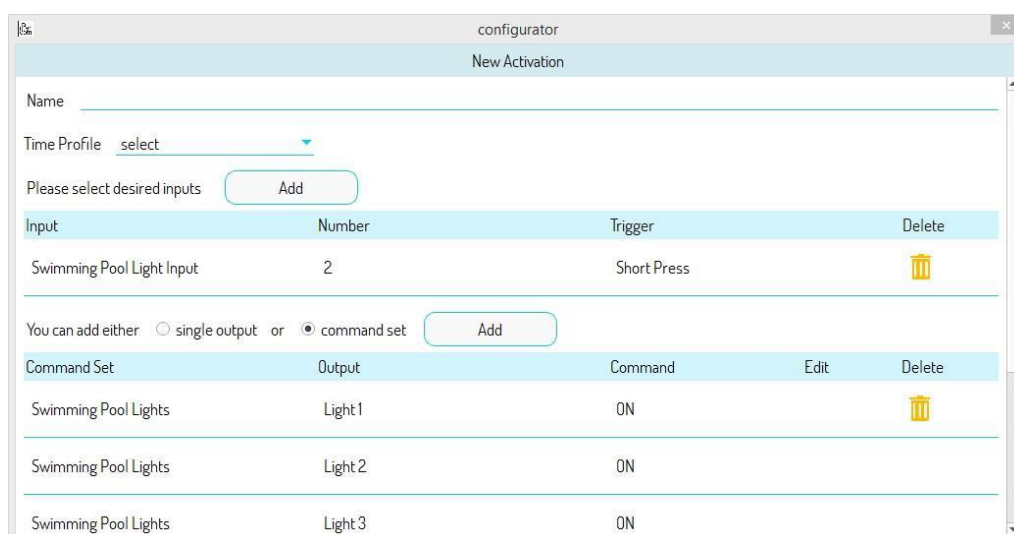 configurator
New Activation
Name
Time Profile select
Please select desired inputs Add
Input Number Trigger Delete
Swimming Pool Light Input 2 Short Press
You can add either single output or command set Add
Command Set Output Command Edit Delete
Swimming Pool Lights Light 1 ON
Swimming Pool Lights Light 2 ON
Swimming Pool Lights Light 3 ON